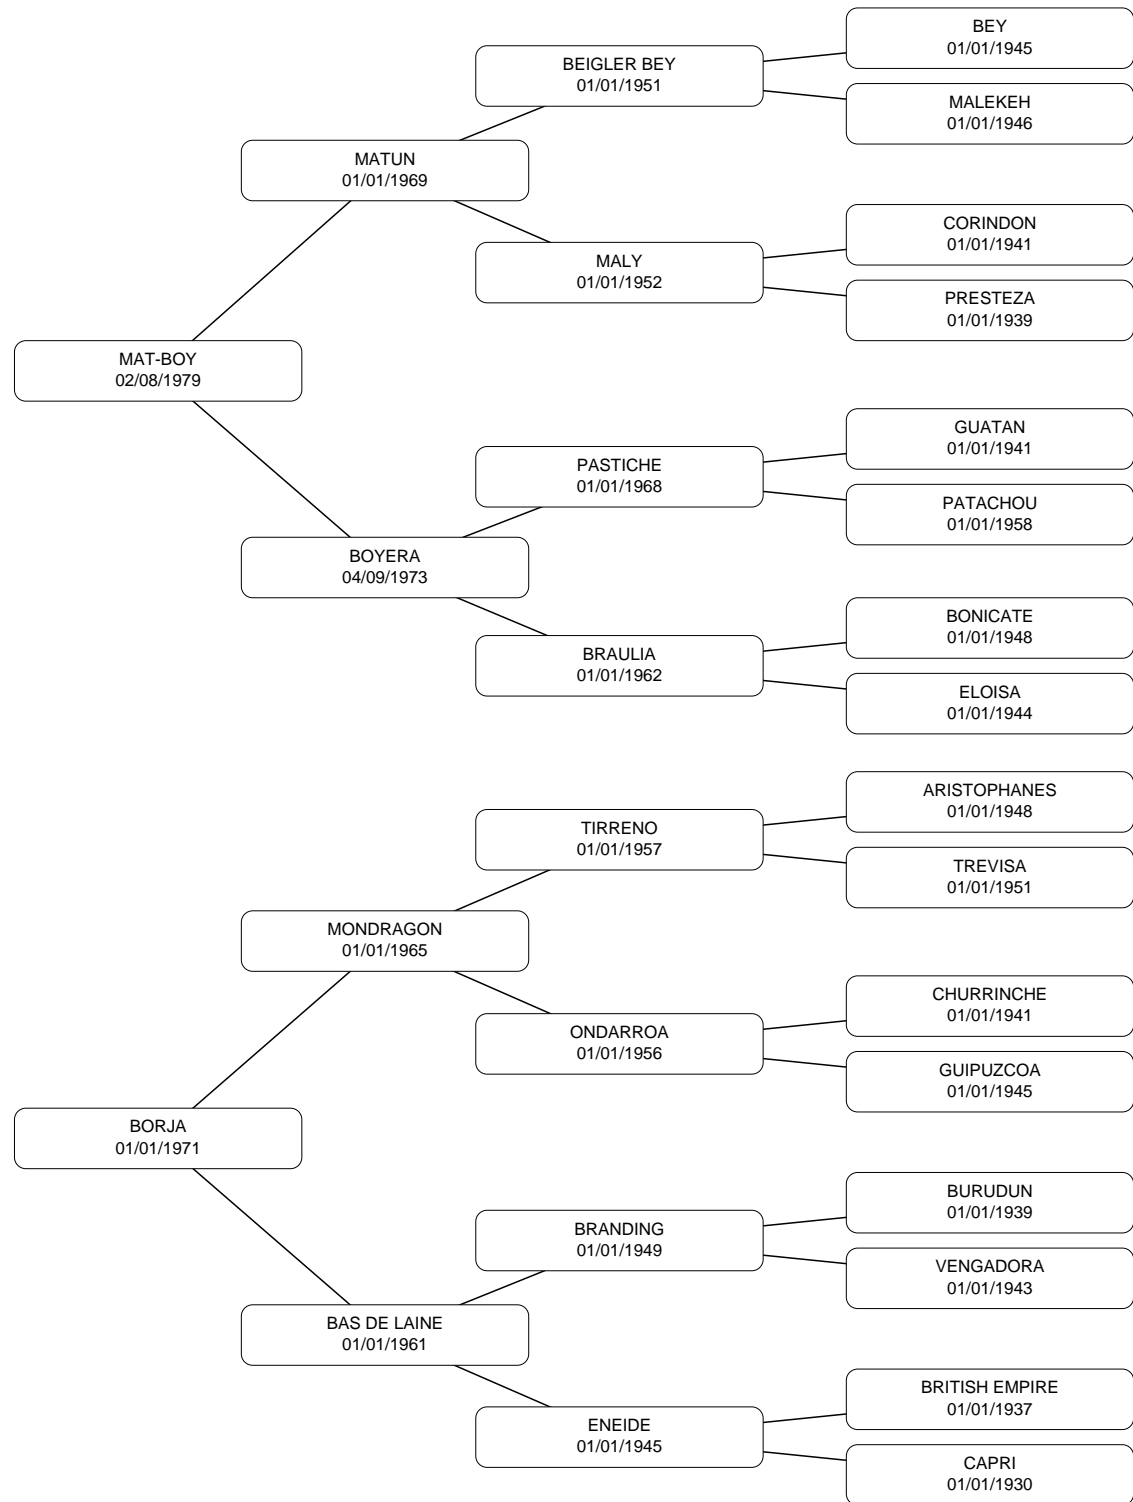 BEY
01/01/1945
BEIGLER BEY
01/01/1951
MALEKEH
01/01/1946
MATUN
01/01/1969
CORINDON
01/01/1941
MALY
01/01/1952
PRESTEZA
01/01/1939
MAT-BOY
02/08/1979
GUATAN
01/01/1941
PASTICHE
01/01/1968
PATACHOU
01/01/1958
BOYERA
04/09/1973
BONICATE
01/01/1948
BRAULIA
01/01/1962
ELOISA
01/01/1944
ARISTOPHANES
01/01/1948
TIRRENO
01/01/1957
TREVISA
01/01/1951
MONDRAGON
01/01/1965
CHURRINCHE
01/01/1941
ONDARROA
01/01/1956
GUIPUZCOA
01/01/1945
BORJA
01/01/1971
BURUDUN
01/01/1939
BRANDING
01/01/1949
VENGADORA
01/01/1943
BAS DE LAINE
01/01/1961
BRITISH EMPIRE
01/01/1937
ENEIDE
01/01/1945
CAPRI
01/01/1930